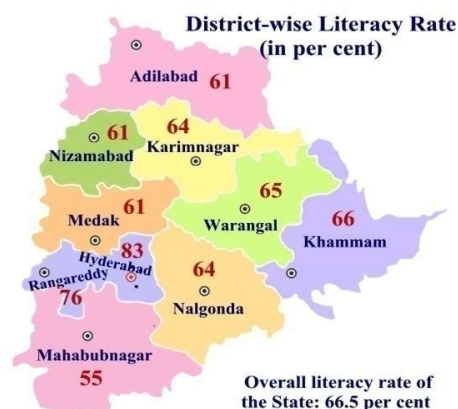 District-wise Literacy Rate
(in per cent)
Adilabad
61
61
Nizamabad
64
Karimnagar
65
Warangal
66
Khammam
61
Medak
83
Hyderabad
Rangareddy
76
64
Nalgonda
Mahabubnagar
55
Overall literacy rate of
the State: 66.5 per cent